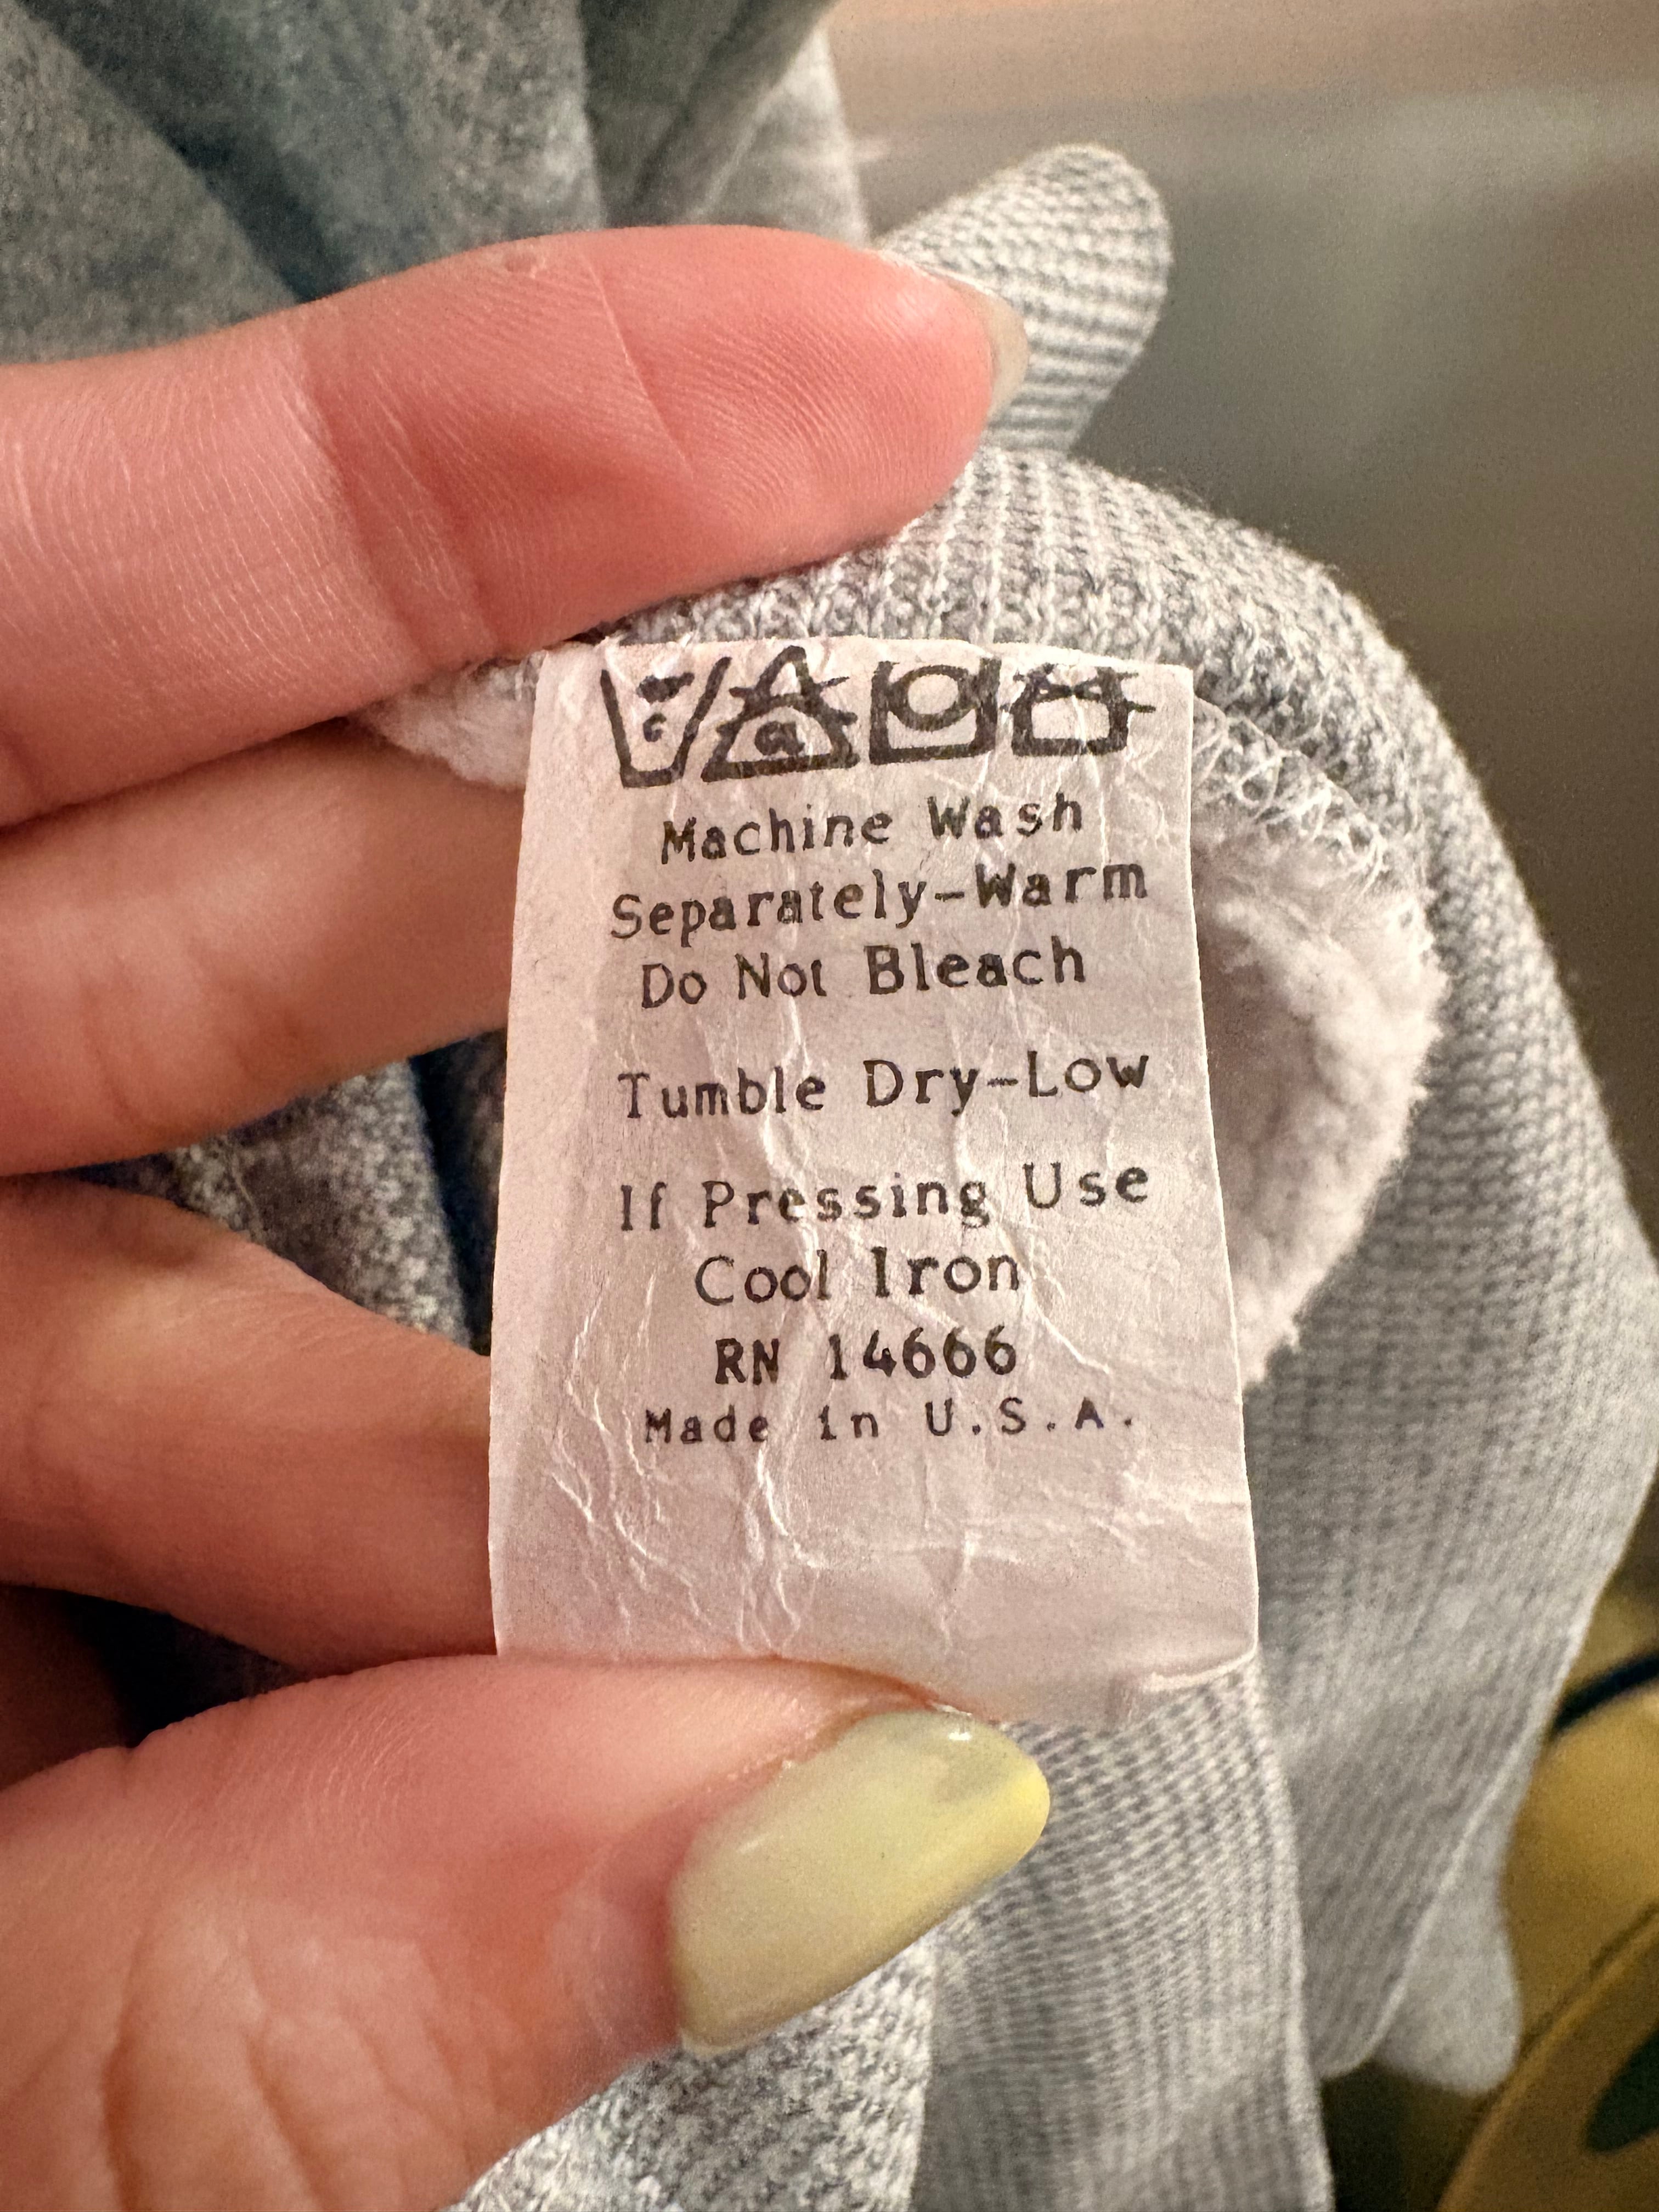 Machine Wash
Separately-Warm
Do Not Bleach
Tumble Dry-Low
If Pressing Use
Cool Iron
RN 14666
Made in U.S.A.